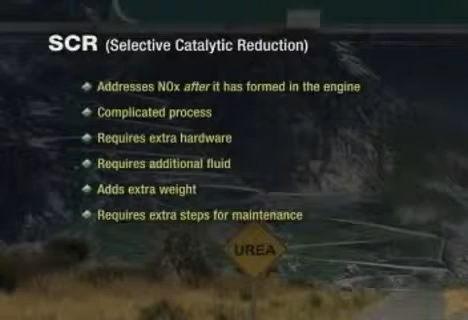 SCR (Selective Catalytic Reduction)
Addresses NOx after it has formed in the engine
Complicated process
Requires extra hardware
Requires additional fluid
Adds extra weight
Requires extra steps for maintenance
UREA